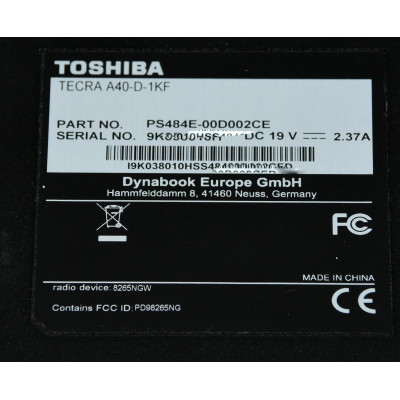 TOSHIBA
TECRA A40-D-1KF
PART NO. PS484E-00D002CE
SERIAL NO. DC 19 V 2.37A
Dynabook Europe GmbH
Hammfelddamm 8, 41460 Neuss, Germany
FC
MADE IN CHINA
CE
radio device: 8265NGW
Contains FCC ID: PD98265NG